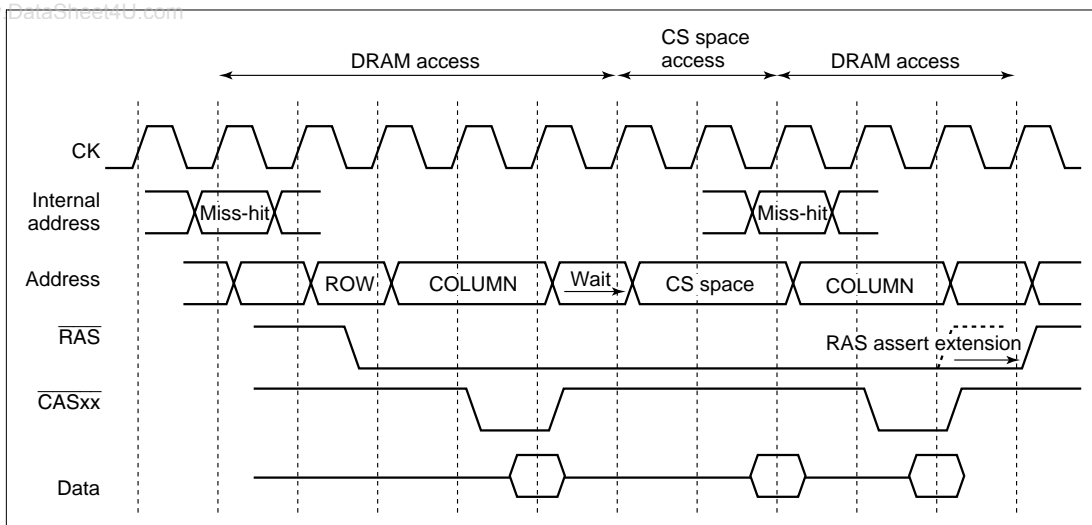 .DataSheet4U.com
CS space
access
DRAM access
DRAM access
CK
Internal
address
Miss-hit
Miss-hit
Address
ROW
COLUMN
Wait
CS space
COLUMN
RAS
RAS assert extension
CASxx
Data